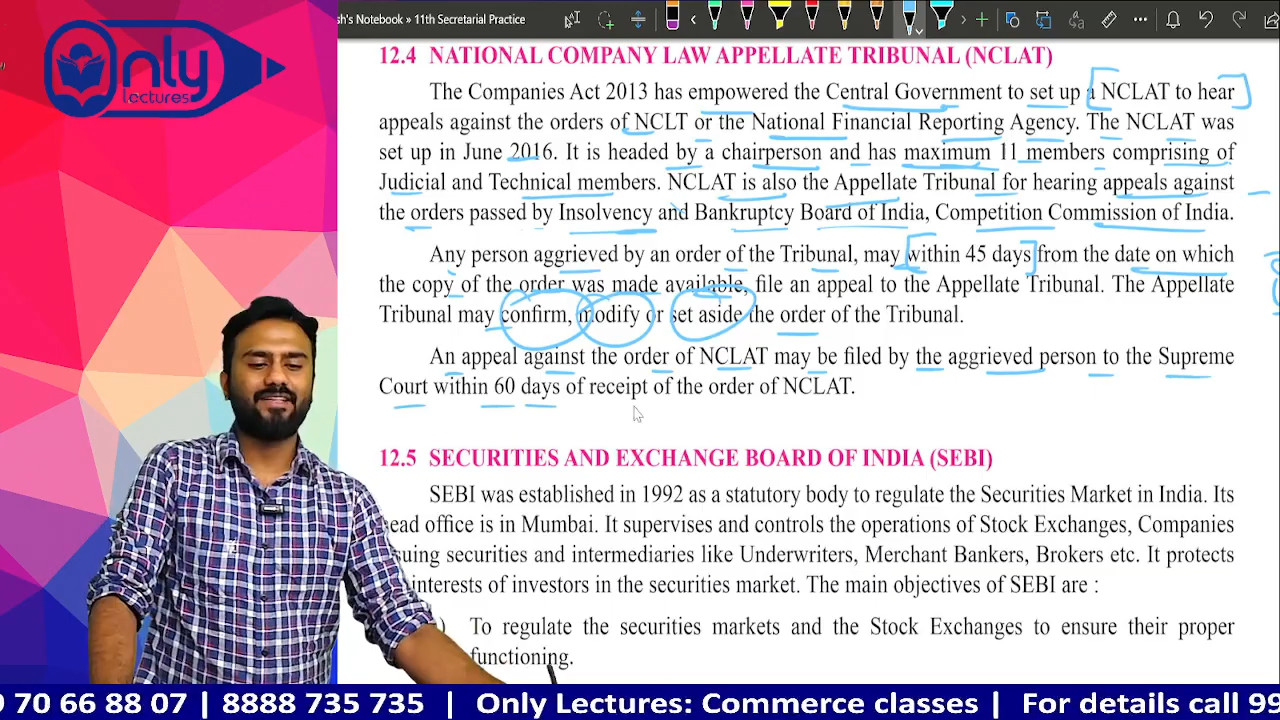 sh's Notebook » 11th Secretarial Practice
Only
lectures
12.4 NATIONAL COMPANY LAW APPELLATE TRIBUNAL (NCLAT)
The Companies Act 2013 has empowered the Central Government to set up a NCLAT to hear
appeals against the orders of NCLT or the National Financial Reporting Agency. The NCLAT was
set up in June 2016. It is headed by a chairperson and has maximum 11 members comprising of
Judicial and Technical members. NCLAT is also the Appellate Tribunal for hearing appeals against
the orders passed by Insolvency and Bankruptcy Board of India, Competition Commission of India.
Any person aggrieved by an order of the Tribunal, may within 45 days from the date on which
the copy of the order was made available, file an appeal to the Appellate Tribunal. The Appellate
Tribunal may confirm, modify or set aside the order of the Tribunal.
An appeal against the order of NCLAT may be filed by the aggrieved person to the Supreme
Court within 60 days of receipt of the order of NCLAT.
12.5 SECURITIES AND EXCHANGE BOARD OF INDIA (SEBI)
SEBI was established in 1992 as a statutory body to regulate the Securities Market in India. Its
head office is in Mumbai. It supervises and controls the operations of Stock Exchanges, Companies
suing securities and intermediaries like Underwriters, Merchant Bankers, Brokers etc. It protects
interests of investors in the securities market. The main objectives of SEBI are :
) To regulate the securities markets and the Stock Exchanges to ensure their proper
functioning.
9 70 66 88 07 | 8888 735 735 | Only Lectures: Commerce classes | For details call 99